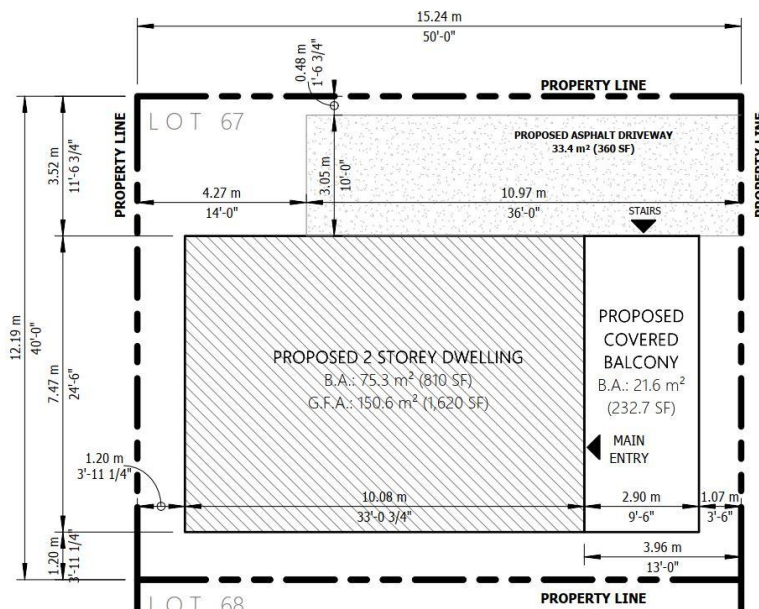 15.24 m
50'-0"
0.48 m
1'-6 3/4"
PROPERTY LINE
LOT 67
PROPERTY LINE
PROPERTY LINE
3.52 m
11'-6 3/4"
PROPOSED ASPHALT DRIVEWAY
33.4 m² (360 SF)
3.05 m
10'-0"
4.27 m
14'-0"
10.97 m
36'-0"
STAIRS
12.19 m
40'-0"
7.47 m
24'-6"
PROPOSED 2 STOREY DWELLING
B.A.: 75.3 m² (810 SF)
G.F.A.: 150.6 m² (1,620 SF)
PROPOSED
COVERED
BALCONY
B.A.: 21.6 m²
(232.7 SF)
MAIN
ENTRY
1.20 m
3'-11 1/4"
10.08 m
33'-0 3/4"
2.90 m
9'-6"
1.07 m
3'-6"
1.20 m
3'-11 1/4"
3.96 m
13'-0"
LOT 68
PROPERTY LINE